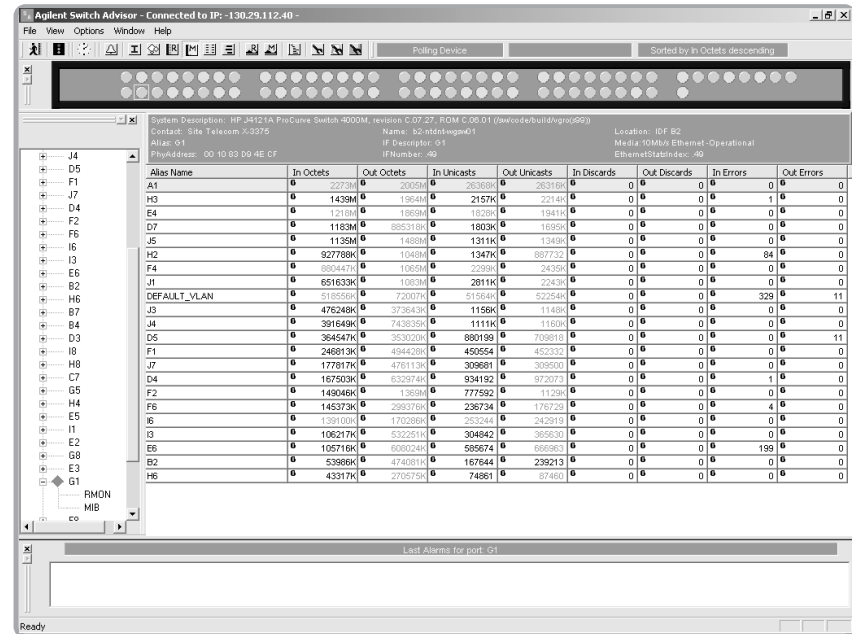 Agilent Switch Advisor - Connected to IP: -130.29.112.40 -
File View Options Window Help
Polling Device
Sorted by In Octets descending
System Description: HP J4121A ProCurve Switch 4000M, revision C.07.27, ROM C.06.01 (/sw/code/build/vgro(s99))
Contact: Site Telecom X-3375 Name: b2-ntdnt-wgsw01 Location: IDF B2
Alias: G1 IF Descriptor: G1 Media:10Mb/s Ethernet -Operational
PhyAddress: 00 10 83 D9 4E CF IFNumber: .49 EthernetStatsIndex: .49
J4
D5
F1
J7
D4
F2
F6
I6
I3
E6
B2
H6
B7
B4
D3
I8
H8
C7
G5
H4
E5
I1
E2
G8
E3
G1
RMON
MIB
Alias Name In Octets Out Octets In Unicasts Out Unicasts In Discards Out Discards In Errors Out Errors
A1 2273M 2005M 26368K 26316K 0 0 0 0
H3 1439M 1964M 2157K 2214K 0 0 1 0
E4 1218M 1869M 1828K 1941K 0 0 0 0
D7 1183M 885318K 1803K 1695K 0 0 0 0
J5 1135M 1488M 1311K 1349K 0 0 0 0
H2 927788K 1048M 1347K 887732 0 0 84 0
F4 880447K 1065M 2299K 2435K 0 0 0 0
J1 651633K 1083M 2811K 2243K 0 0 0 0
DEFAULT_VLAN 518556K 72007K 51564K 52254K 0 0 329 11
J3 476248K 373643K 1156K 1148K 0 0 0 0
J4 391649K 743835K 1111K 1160K 0 0 0 0
D5 364547K 353020K 880199 709818 0 0 0 11
F1 246813K 494428K 450554 452332 0 0 0 0
J7 177817K 476113K 309681 309500 0 0 0 0
D4 167503K 632974K 934192 972073 0 0 1 0
F2 149046K 1369M 777592 1129K 0 0 0 0
F6 145373K 299376K 236734 176729 0 0 4 0
I6 139100K 170286K 253244 242919 0 0 0 0
I3 106217K 532251K 304842 365630 0 0 0 0
E6 105716K 608024K 585674 666963 0 0 199 0
B2 53986K 474081K 167644 239213 0 0 0 0
H6 43317K 270575K 74861 87460 0 0 0 0
Last Alarms for port: G1
Ready